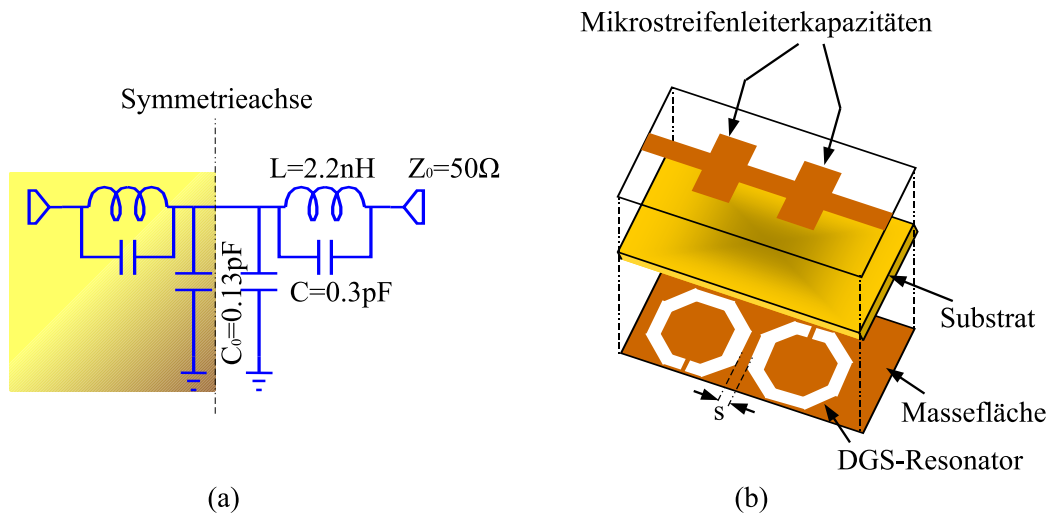 Symmetrieachse
L=2.2nH
Z₀=50Ω
C=0.3pF
C₀=0.13pF
(a)
Mikrostreifenleiterkapazitäten
Substrat
Massefläche
DGS-Resonator
s
(b)